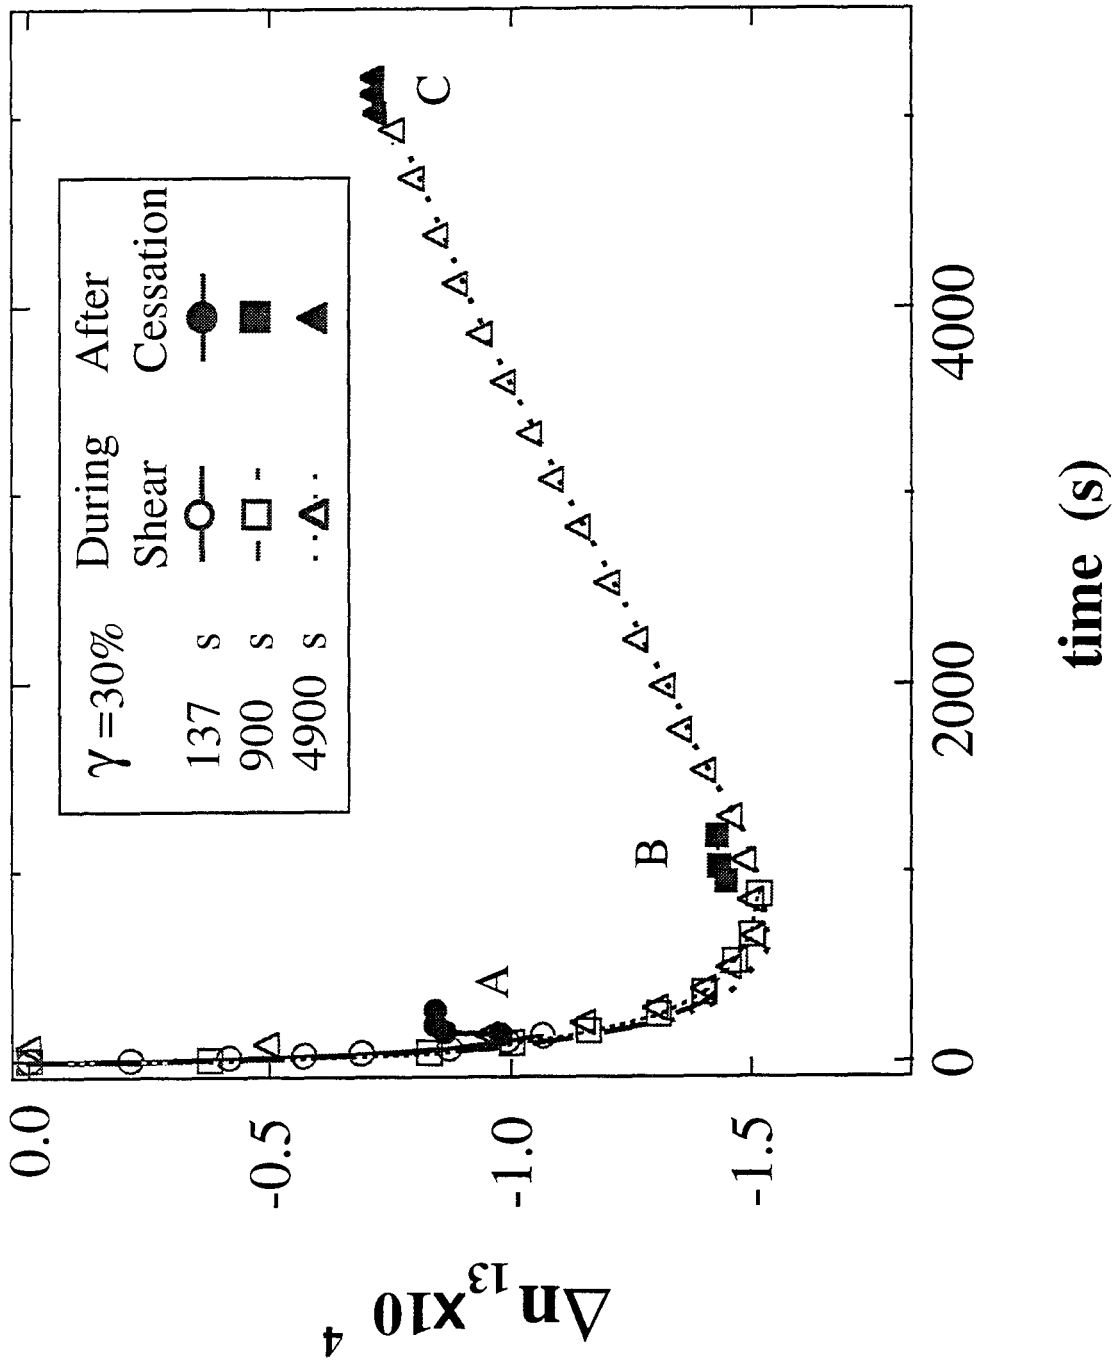 γ =30% During After
Shear Cessation
137 s
900 s
4900 s
A
B
C
0.0
-0.5
-1.0
-1.5
Δn₁₃x10 ⁴
0 2000 4000
time (s)